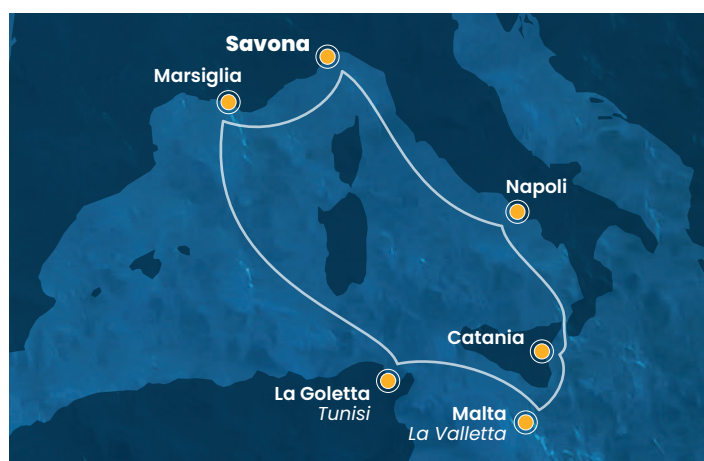 Savona
Marsiglia
Napoli
Catania
La Goletta
Tunisi
Malta
La Valletta